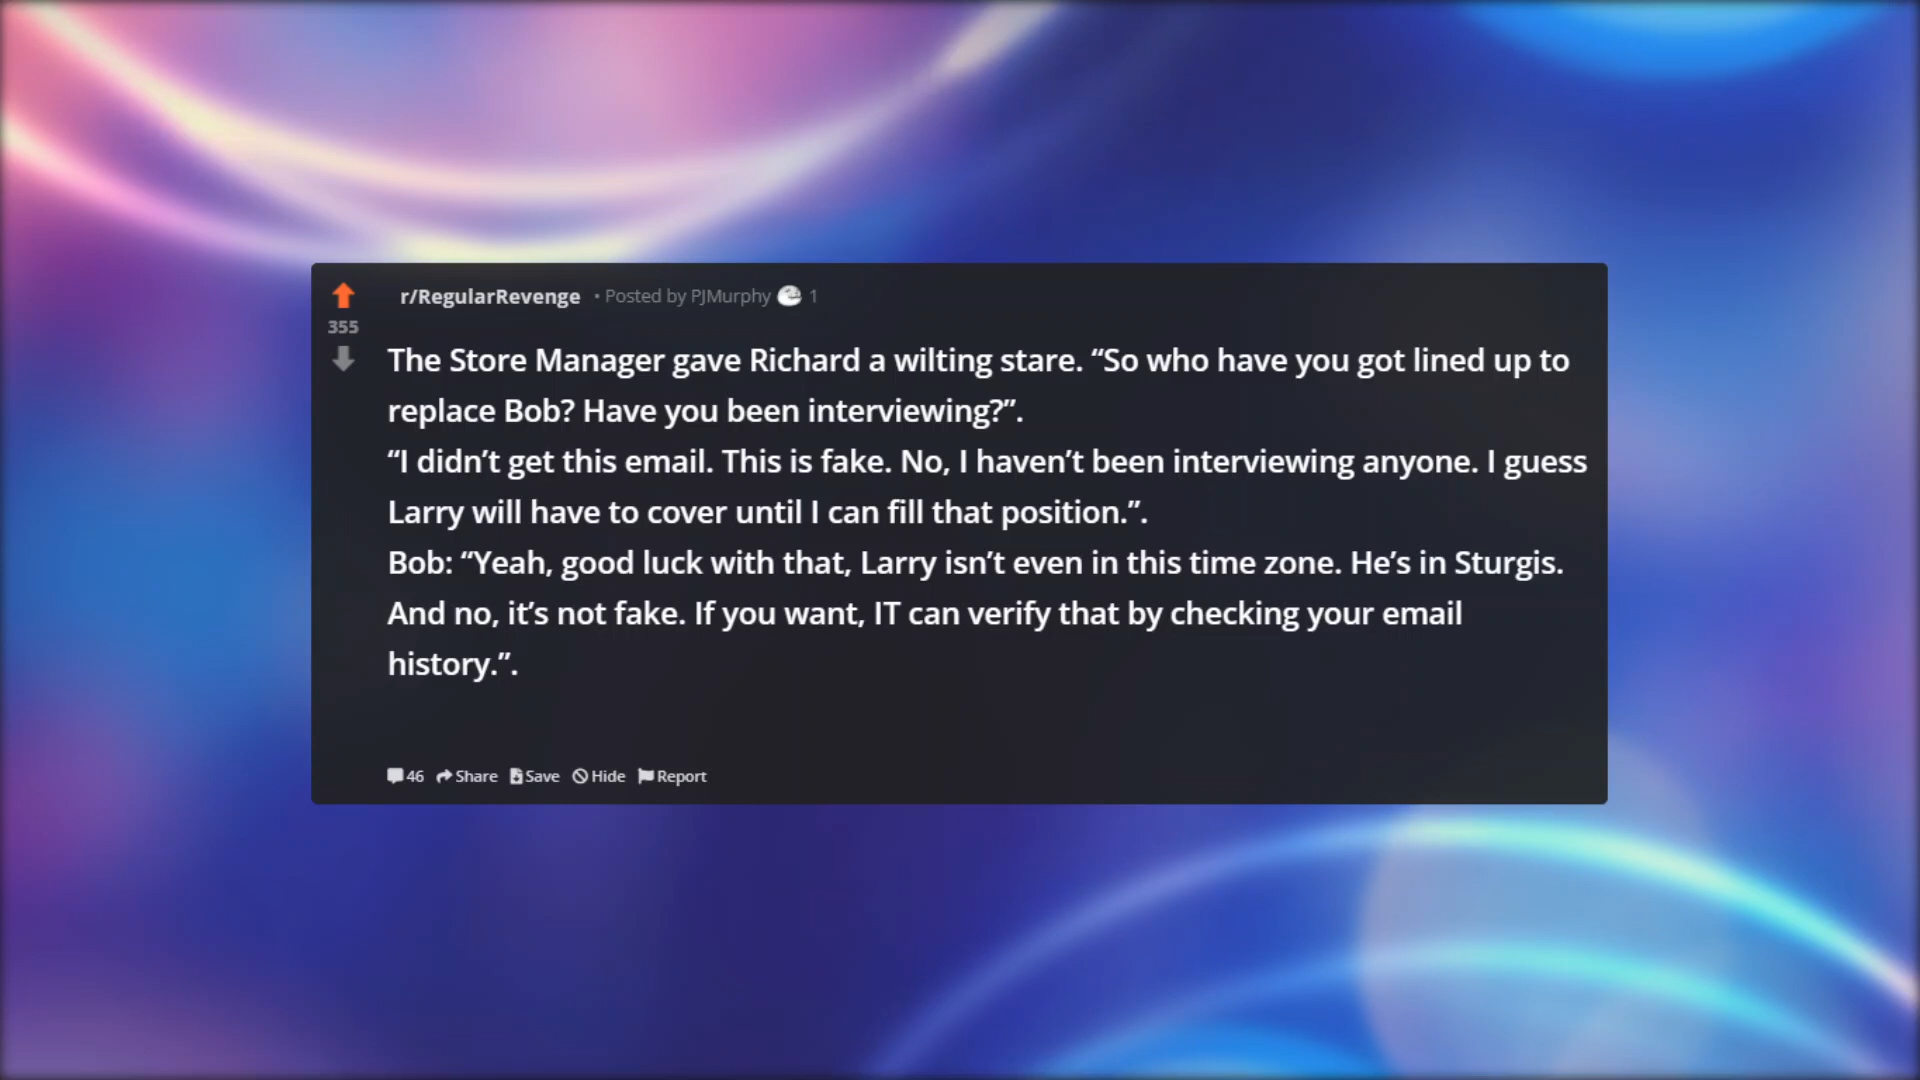 r/RegularRevenge • Posted by PJMurphy 1
355
The Store Manager gave Richard a wilting stare. “So who have you got lined up to
replace Bob? Have you been interviewing?”.
“I didn’t get this email. This is fake. No, I haven’t been interviewing anyone. I guess
Larry will have to cover until I can fill that position.”.
Bob: “Yeah, good luck with that, Larry isn’t even in this time zone. He’s in Sturgis.
And no, it’s not fake. If you want, IT can verify that by checking your email
history.”.
46 Share Save Hide Report